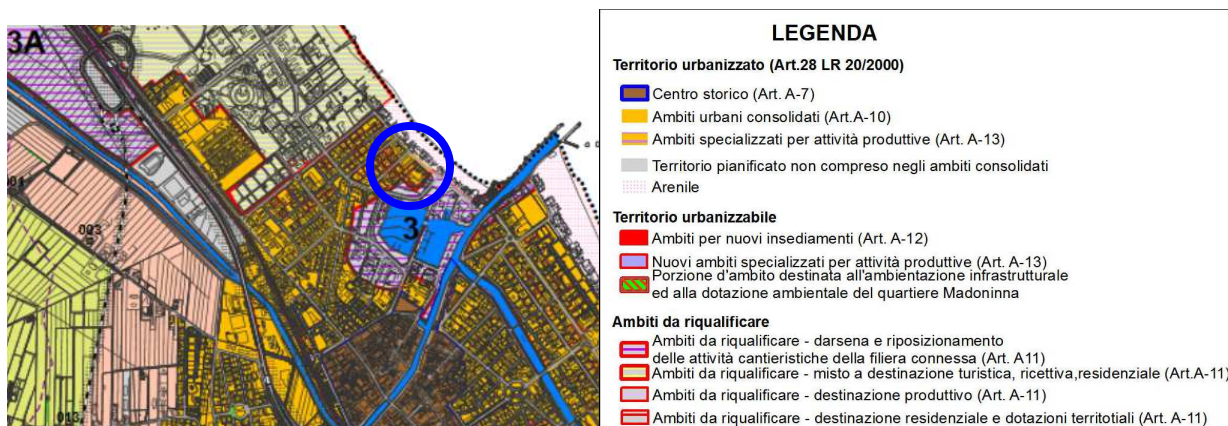 3A
3
003
013
LEGENDA
Territorio urbanizzato (Art.28 LR 20/2000)
Centro storico (Art. A-7)
Ambiti urbani consolidati (Art.A-10)
Ambiti specializzati per attività produttive (Art. A-13)
Territorio pianificato non compreso negli ambiti consolidati
Arenile
Territorio urbanizzabile
Ambiti per nuovi insediamenti (Art. A-12)
Nuovi ambiti specializzati per attività produttive (Art. A-13)
Porzione d'ambito destinata all'ambientazione infrastrutturale
ed alla dotazione ambientale del quartiere Madoninna
Ambiti da riqualificare
Ambiti da riqualificare - darsena e riposizionamento
delle attività cantieristiche della filiera connessa (Art. A11)
Ambiti da riqualificare - misto a destinazione turistica, ricettiva,residenziale (Art.A-11)
Ambiti da riqualificare - destinazione produttivo (Art. A-11)
Ambiti da riqualificare - destinazione residenziale e dotazioni territotiali (Art. A-11)